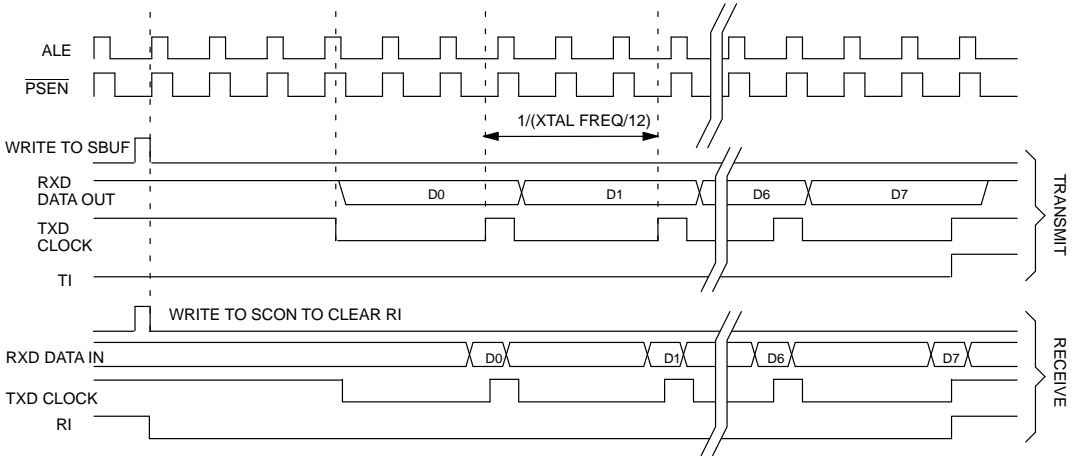 ALE
PSEN
1/(XTAL FREQ/12)
WRITE TO SBUF
RXD
DATA OUT
D0
D1
D6
D7
TXD
CLOCK
TI
TRANSMIT
WRITE TO SCON TO CLEAR RI
RXD DATA IN
D0
D1
D6
D7
TXD CLOCK
RI
RECEIVE